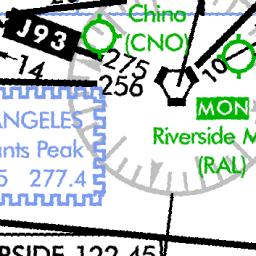 Chino
(CNO)
J93
275
256
14
10
MON
Riverside M
(RAL)
ANGELES
ants Peak
5 277.4
RSIDE 122.45